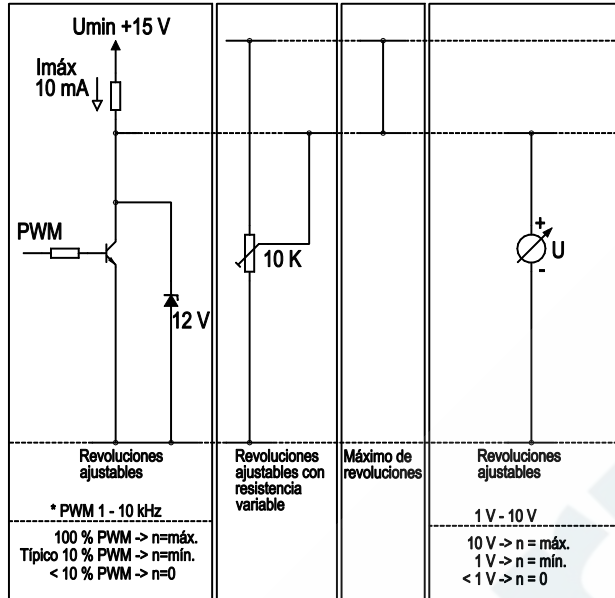 Umin +15 V
Imáx
10 mA
PWM
12 V
Revoluciones
ajustables
* PWM 1 - 10 kHz
100 % PWM -> n=máx.
Típico 10 % PWM -> n=mín.
< 10 % PWM -> n=0
10 K
Revoluciones
ajustables con
resistencia
variable
Máximo de
revoluciones
+
U
-
Revoluciones
ajustables
1 V - 10 V
10 V -> n = máx.
1 V -> n = mín.
< 1 V -> n = 0